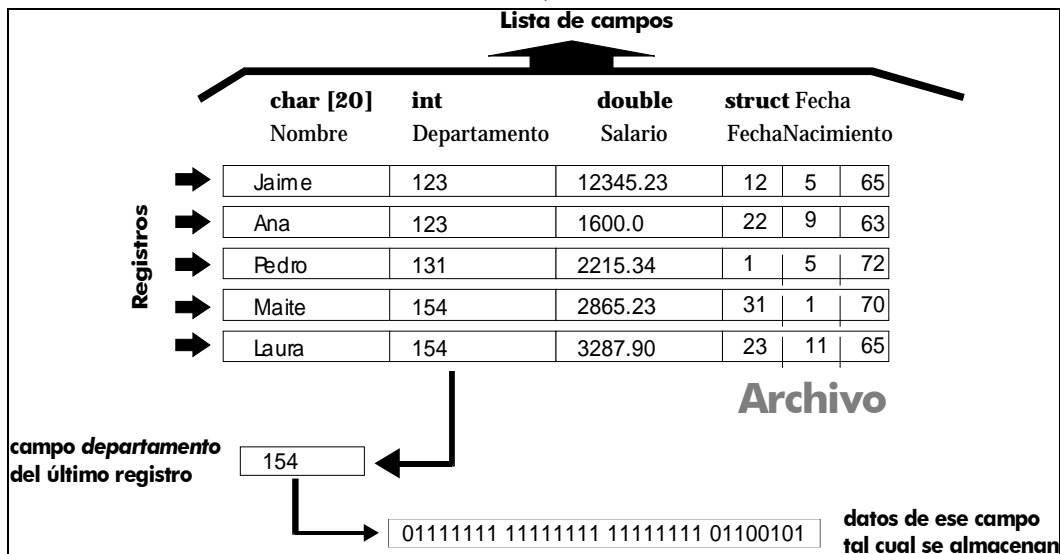 Lista de campos
char [20] int double struct Fecha
Nombre Departamento Salario FechaNacimiento
Jaime 123 12345.23 12 5 65
Ana 123 1600.0 22 9 63
Pedro 131 2215.34 1 5 72
Maite 154 2865.23 31 1 70
Laura 154 3287.90 23 11 65
Registros
Archivo
campo departamento
del último registro
154
01111111 11111111 11111111 01100101
datos de ese campo
tal cual se almacenan